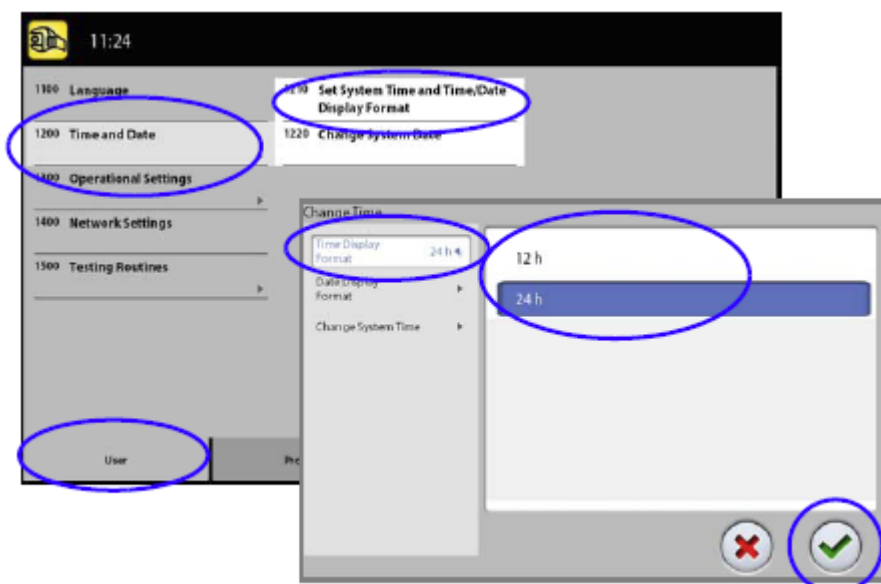 11:24
1100 Language
1200 Time and Date
1300 Operational Settings
1400 Network Settings
1500 Testing Routines
1210 Set System Time and Time/Date
Display Format
1220 Change System Date
User
Change Time
Time Display
Format
24 h
Date Display
Format
Change System Time
12 h
24 h